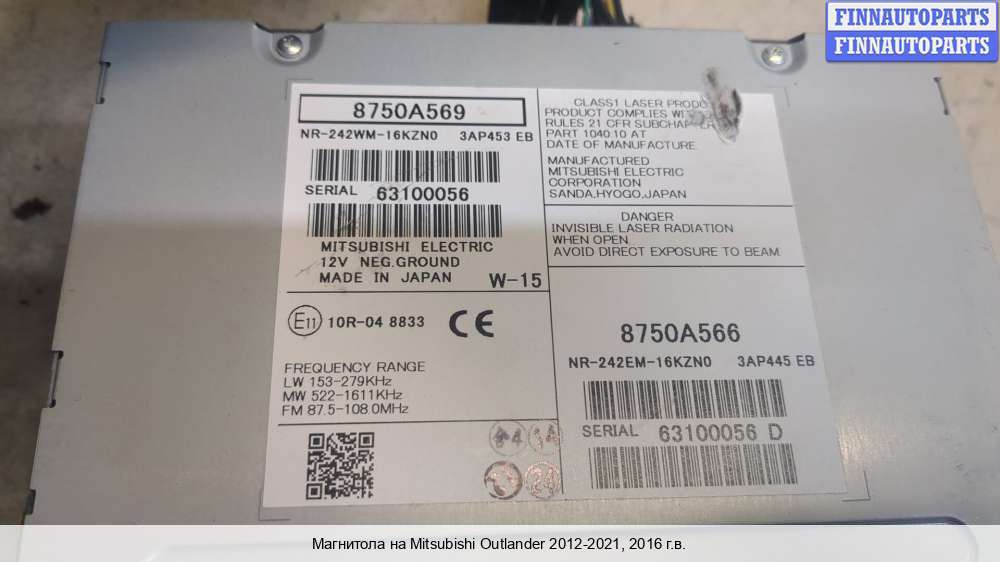 FINNAUTOPARTS
FINNAUTOPARTS
8750A569
NR-242WM-16KZN0 3AP453 EB
SERIAL 63100056
MITSUBISHI ELECTRIC
12V NEG.GROUND
MADE IN JAPAN W-15
E11 10R-04 8833 CE
FREQUENCY RANGE
LW 153-279KHz
MW 522-1611KHz
FM 87.5-108.0MHz
CLASS1 LASER
PRODUCT COMPLIES
RULES 21 CFR SUBCHAPTER
PART 1040.10 AT
DATE OF MANUFACTURE.
MANUFACTURED
MITSUBISHI ELECTRIC
CORPORATION
SANDA,HYOGO,JAPAN
DANGER
INVISIBLE LASER RADIATION
WHEN OPEN.
AVOID DIRECT EXPOSURE TO BEAM.
8750A566
NR-242EM-16KZN0 3AP445 EB
SERIAL 63100056 D
24
Магнитола на Mitsubishi Outlander 2012-2021, 2016 г.в.